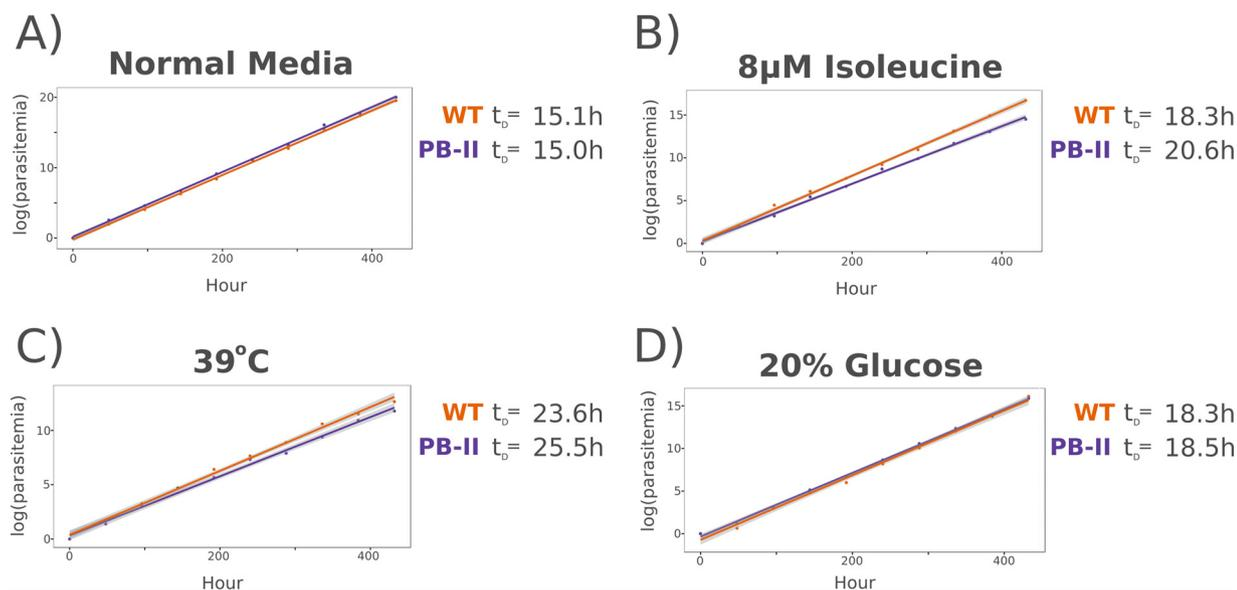 A)
Normal Media
20
10
0
log(parasitemia)
0 200 400
Hour
WT tD= 15.1h
PB-II tD= 15.0h
B)
8µM Isoleucine
15
10
5
0
log(parasitemia)
0 200 400
Hour
WT tD= 18.3h
PB-II tD= 20.6h
C)
39°C
10
5
0
log(parasitemia)
0 200 400
Hour
WT tD= 23.6h
PB-II tD= 25.5h
D)
20% Glucose
15
10
5
0
log(parasitemia)
0 200 400
Hour
WT tD= 18.3h
PB-II tD= 18.5h